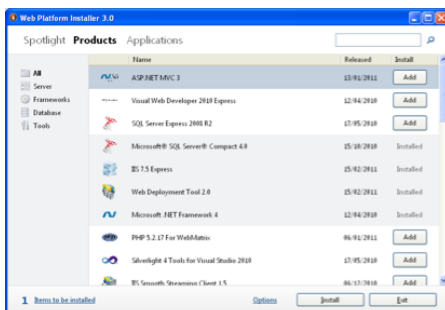 Web Platform Installer 3.0
Spotlight Products Applications
Name Released Install
All
Server
Frameworks
Database
Tools
ASP.NET MVC 3 13/01/2011 Add
Visual Web Developer 2010 Express 12/04/2010 Add
SQL Server Express 2008 R2 17/05/2010 Add
Microsoft® SQL Server® Compact 4.0 15/10/2010 Installed
IIS 7.5 Express 15/02/2011 Installed
Web Deployment Tool 2.0 15/02/2011 Installed
Microsoft .NET Framework 4 12/04/2010 Installed
PHP 5.2.17 For WebMatrix 06/01/2011 Add
Silverlight 4 Tools for Visual Studio 2010 17/05/2010 Add
IIS Smooth Streaming Client 1.5 Add
1 Items to be installed Options Install Exit